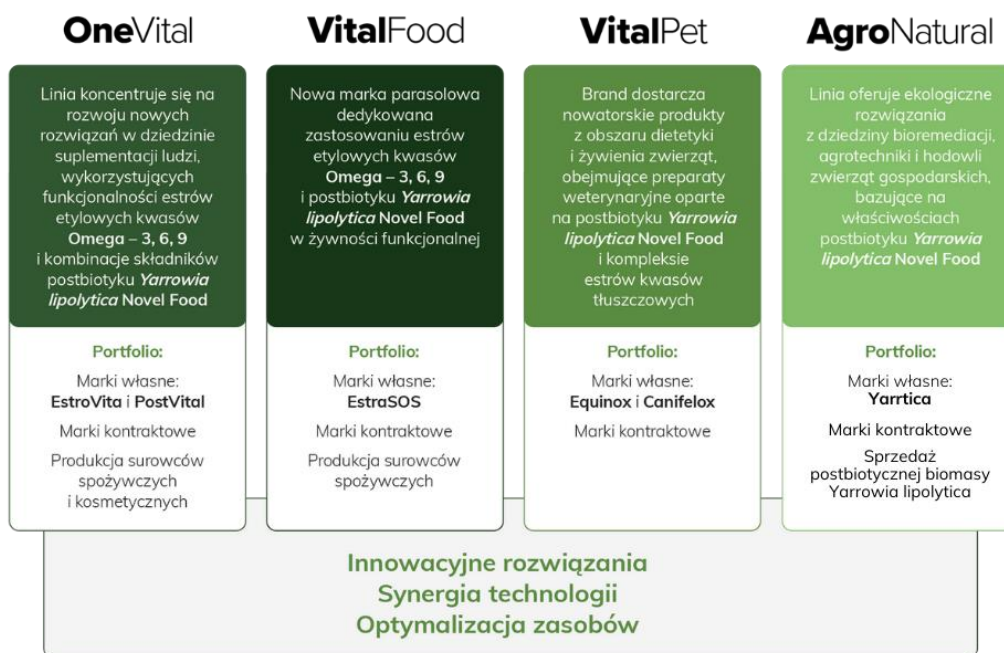 OneVital
Linia koncentruje się na
rozwoju nowych
rozwiązań w dziedzinie
suplementacji ludzi,
wykorzystujących
funkcjonalności estrów
etylowych kwasów
Omega – 3, 6, 9
i kombinacje składników
postbiotyku Yarrowia
lipolytica Novel Food
Portfolio:
Marki własne:
EstroVita i PostVital
Marki kontraktowe
Produkcja surowców
spożywczych
i kosmetycznych
VitalFood
Nowa marka parasolowa
dedykowana
zastosowaniu estrów
etylowych kwasów
Omega – 3, 6, 9
i postbiotyku Yarrowia
lipolytica Novel Food
w żywności funkcjonalnej
Portfolio:
Marki własne:
EstraSOS
Marki kontraktowe
Produkcja surowców
spożywczych
VitalPet
Brand dostarcza
nowatorskie produkty
z obszaru dietetyki
i żywienia zwierząt,
obejmujące preparaty
weterynaryjne oparte
na postbiotyku Yarrowia
lipolytica Novel Food
i kompleksie
estrów kwasów
tłuszczowych
Portfolio:
Marki własne:
Equinox i Canifelox
Marki kontraktowe
AgroNatural
Linia oferuje ekologiczne
rozwiązania
z dziedziny bioremediacji,
agrotechniki i hodowli
zwierząt gospodarskich,
bazujące na
właściwościach
postbiotyku Yarrowia
lipolytica Novel Food
Portfolio:
Marki własne:
Yarrtica
Marki kontraktowe
Sprzedaż
postbiotycznej biomasy
Yarrowia lipolytica
Innowacyjne rozwiązania
Synergia technologii
Optymalizacja zasobów